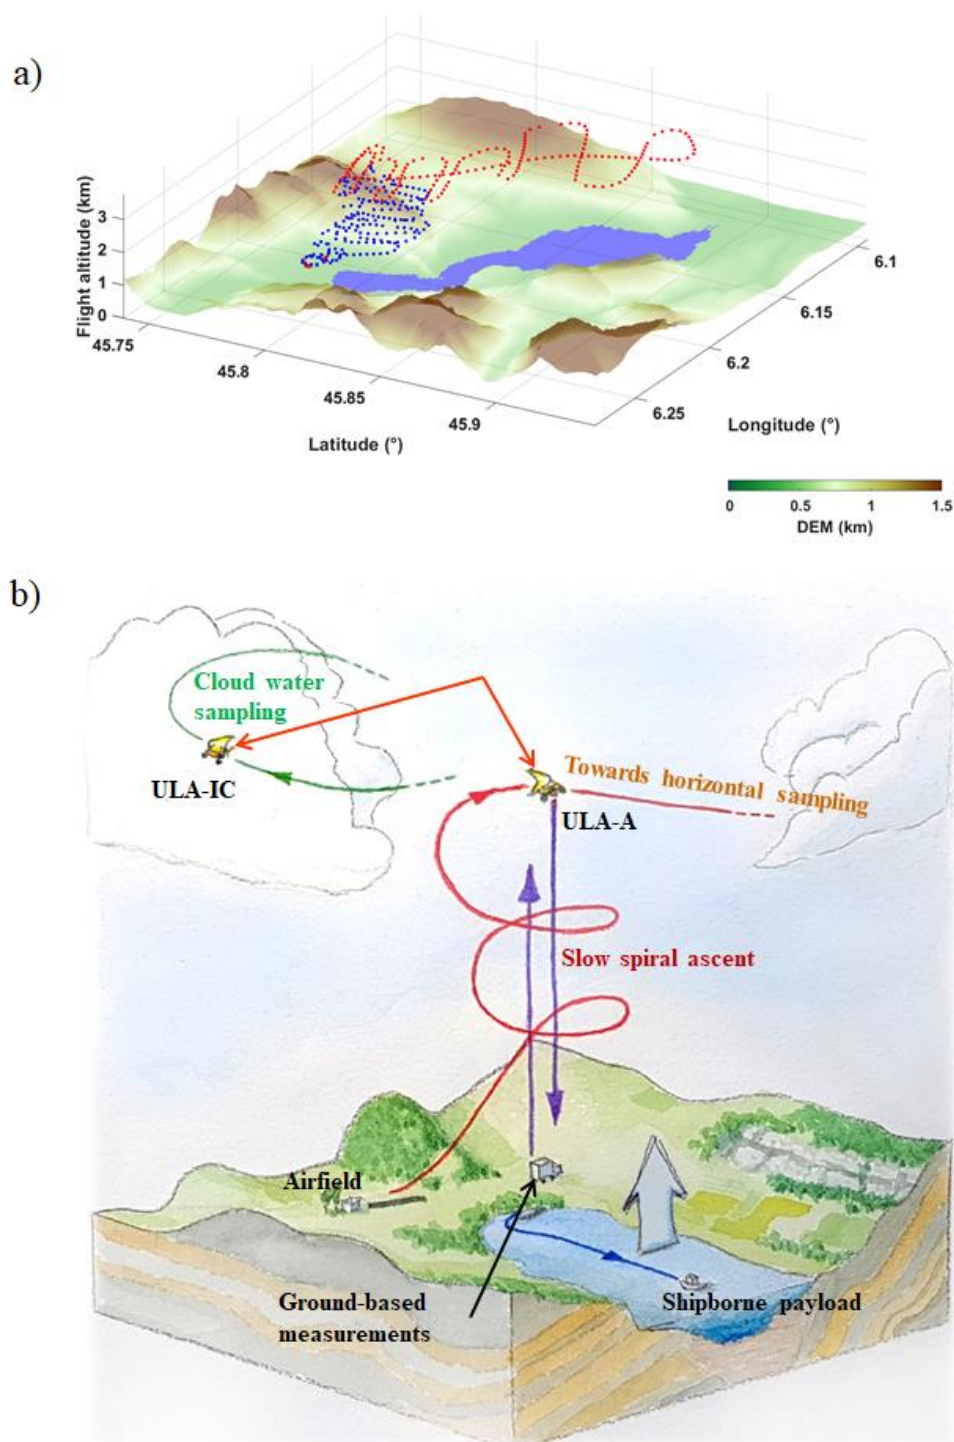 a)
Flight altitude (km)
3
2
1
0
45.75
45.8
45.85
45.9
Latitude (°)
6.1
6.15
6.2
6.25
Longitude (°)
0 0.5 1 1.5
DEM (km)
b)
Cloud water
sampling
ULA-IC
Towards horizontal sampling
ULA-A
Slow spiral ascent
Airfield
Ground-based
measurements
Shipborne payload